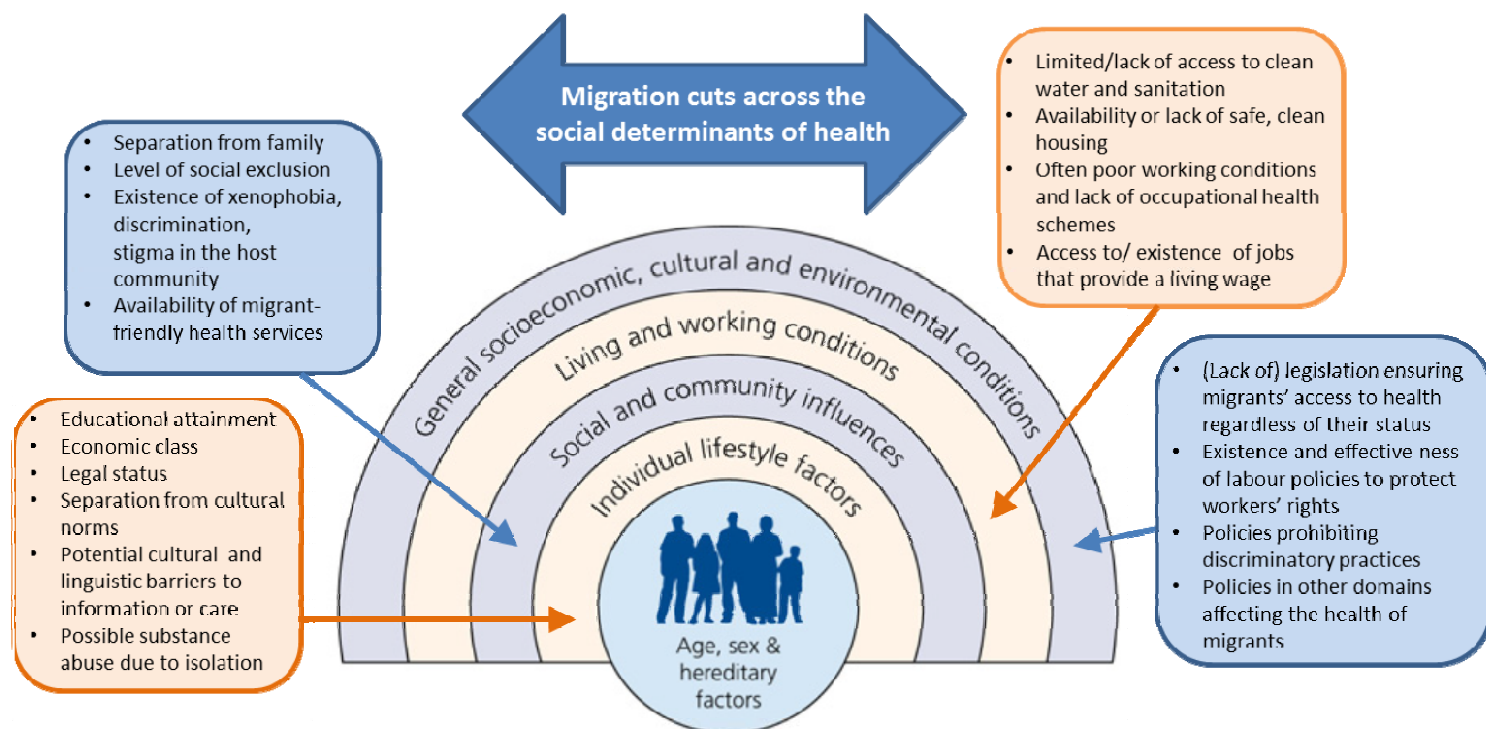 Migration cuts across the
social determinants of health
• Separation from family
• Level of social exclusion
• Existence of xenophobia,
discrimination,
stigma in the host
community
• Availability of migrant-
friendly health services
• Limited/lack of access to clean
water and sanitation
• Availability or lack of safe, clean
housing
• Often poor working conditions
and lack of occupational health
schemes
• Access to/ existence of jobs
that provide a living wage
• Educational attainment
• Economic class
• Legal status
• Separation from cultural
norms
• Potential cultural and
linguistic barriers to
information or care
• Possible substance
abuse due to isolation
• (Lack of) legislation ensuring
migrants' access to health
regardless of their status
• Existence and effective ness
of labour policies to protect
workers' rights
• Policies prohibiting
discriminatory practices
• Policies in other domains
affecting the health of
migrants
General socioeconomic, cultural and environmental conditions
Living and working conditions
Social and community influences
Individual lifestyle factors
Age, sex &
hereditary
factors